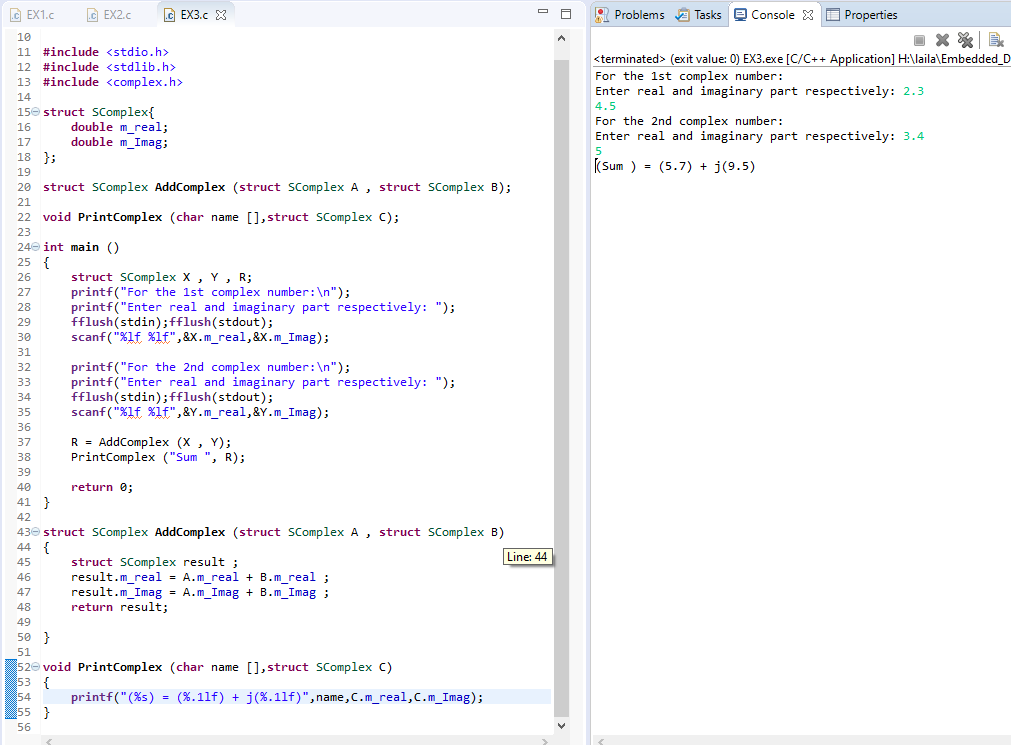 EX1.c EX2.c EX3.c
10
11 #include <stdio.h>
12 #include <stdlib.h>
13 #include <complex.h>
14
15 struct SComplex{
16     double m_real;
17     double m_Imag;
18 };
19
20 struct SComplex AddComplex (struct SComplex A , struct SComplex B);
21
22 void PrintComplex (char name [],struct SComplex C);
23
24 int main ()
25 {
26     struct SComplex X , Y , R;
27     printf("For the 1st complex number:\n");
28     printf("Enter real and imaginary part respectively: ");
29     fflush(stdin);fflush(stdout);
30     scanf("%lf %lf",&X.m_real,&X.m_Imag);
31
32     printf("For the 2nd complex number:\n");
33     printf("Enter real and imaginary part respectively: ");
34     fflush(stdin);fflush(stdout);
35     scanf("%lf %lf",&Y.m_real,&Y.m_Imag);
36
37     R = AddComplex (X , Y);
38     PrintComplex ("Sum ", R);
39
40     return 0;
41 }
42
43 struct SComplex AddComplex (struct SComplex A , struct SComplex B)
44 {
Line: 44
45     struct SComplex result ;
46     result.m_real = A.m_real + B.m_real ;
47     result.m_Imag = A.m_Imag + B.m_Imag ;
48     return result;
49
50 }
51
52 void PrintComplex (char name [],struct SComplex C)
53 {
54     printf("(%s) = (%.1lf) + j(%.1lf)",name,C.m_real,C.m_Imag);
55 }
56
Problems Tasks Console Properties
<terminated> (exit value: 0) EX3.exe [C/C++ Application] H:\laila\Embedded_D
For the 1st complex number:
Enter real and imaginary part respectively: 2.3
4.5
For the 2nd complex number:
Enter real and imaginary part respectively: 3.4
5
(Sum ) = (5.7) + j(9.5)